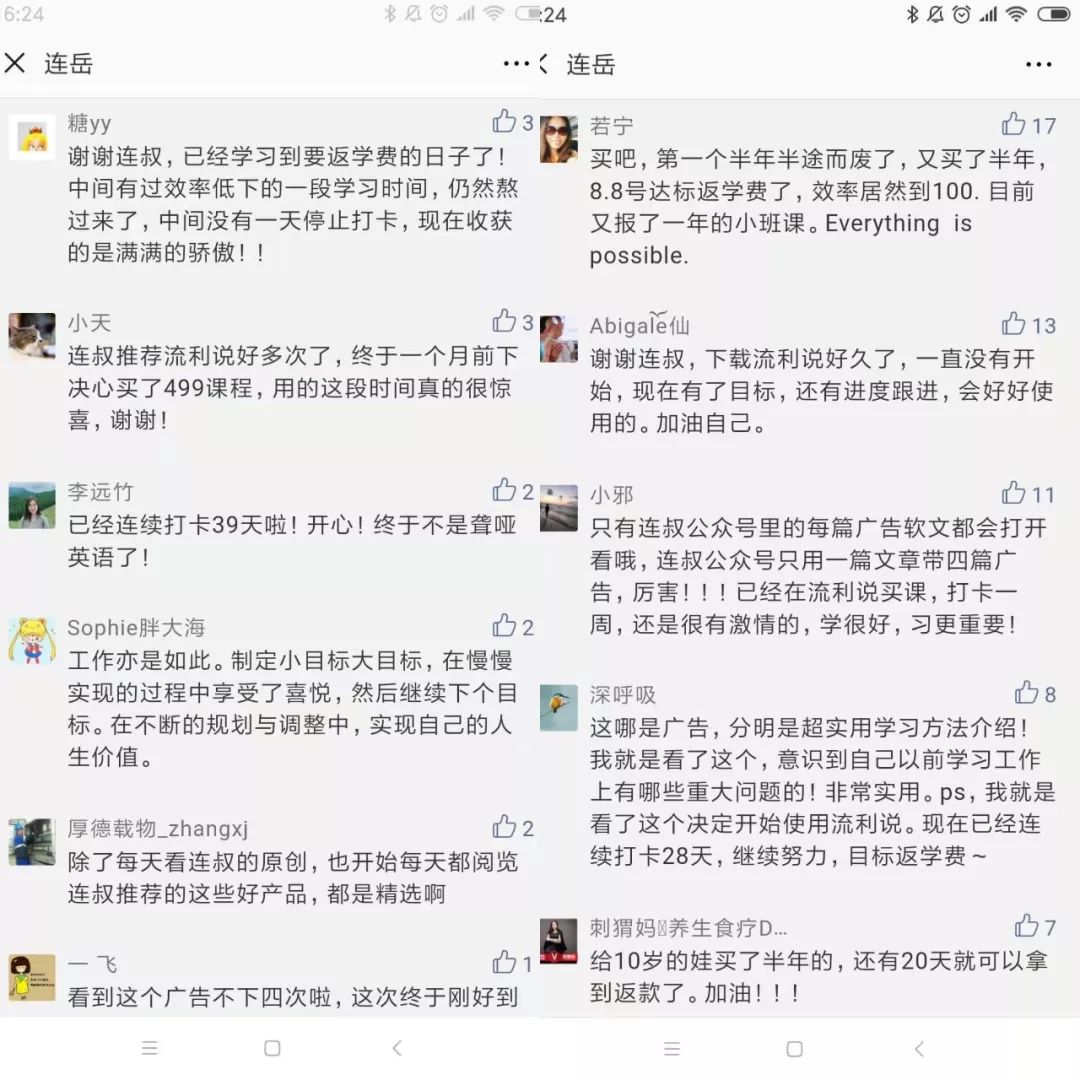 6:24
连岳
糖yy
3
谢谢连叔，已经学习到要返学费的日子了！
中间有过效率低下的一段学习时间，仍然熬
过来了，中间没有一天停止打卡，现在收获
的是满满的骄傲！！
小天
3
连叔推荐流利说好多次了，终于一个月前下
决心买了499课程，用的这段时间真的很惊
喜，谢谢！
李远竹
2
已经连续打卡39天啦！开心！终于不是聋哑
英语了！
Sophie胖大海
2
工作亦是如此。制定小目标大目标，在慢慢
实现的过程中享受了喜悦，然后继续下个目
标。在不断的规划与调整中，实现自己的人
生价值。
厚德载物_zhangxj
2
除了每天看连叔的原创，也开始每天都阅览
连叔推荐的这些好产品，都是精选啊
一 飞
1
看到这个广告不下四次啦，这次终于刚好到
:24
连岳
若宁
17
买吧，第一个半年半途而废了，又买了半年，
8.8号达标返学费了，效率居然到100. 目前
又报了一年的小班课。Everything is
possible.
Abigale仙
13
谢谢连叔，下载流利说好久了，一直没有开
始，现在有了目标，还有进度跟进，会好好使
用的。加油自己。
小邪
11
只有连叔公众号里的每篇广告软文都会打开
看哦，连叔公众号只用一篇文章带四篇广
告，厉害！！！已经在流利说买课，打卡一
周，还是很有激情的，学很好，习更重要！
深呼吸
8
这哪是广告，分明是超实用学习方法介绍！
我就是看了这个，意识到自己以前学习工作
上有哪些重大问题的！非常实用。ps，我就是
看了这个决定开始使用流利说。现在已经连
续打卡28天，继续努力，目标返学费～
刺猬妈养生食疗D...
7
给10岁的娃买了半年的，还有20天就可以拿
到返款了。加油！！！